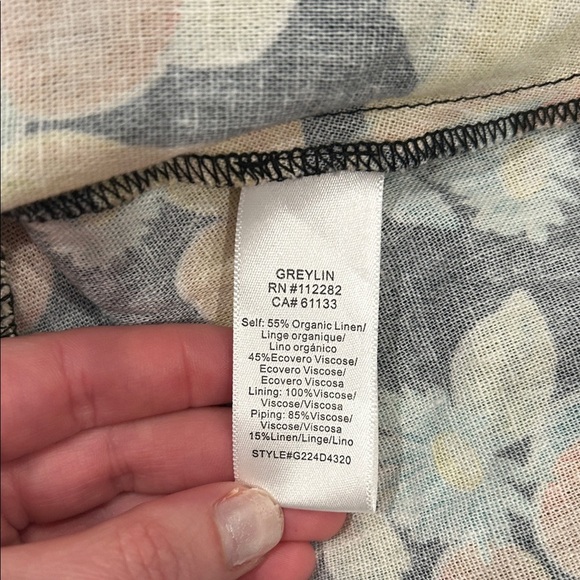 GREYLIN
RN #112282
CA# 61133
Self: 55% Organic Linen/
Linge organique/
Lino orgánico
45%Ecovero Viscose/
Ecovero Viscose/
Ecovero Viscosa
Lining: 100%Viscose/
Viscose/Viscosa
Piping: 85%Viscose/
Viscose/Viscosa
15%Linen/Linge/Lino
STYLE#G224D4320